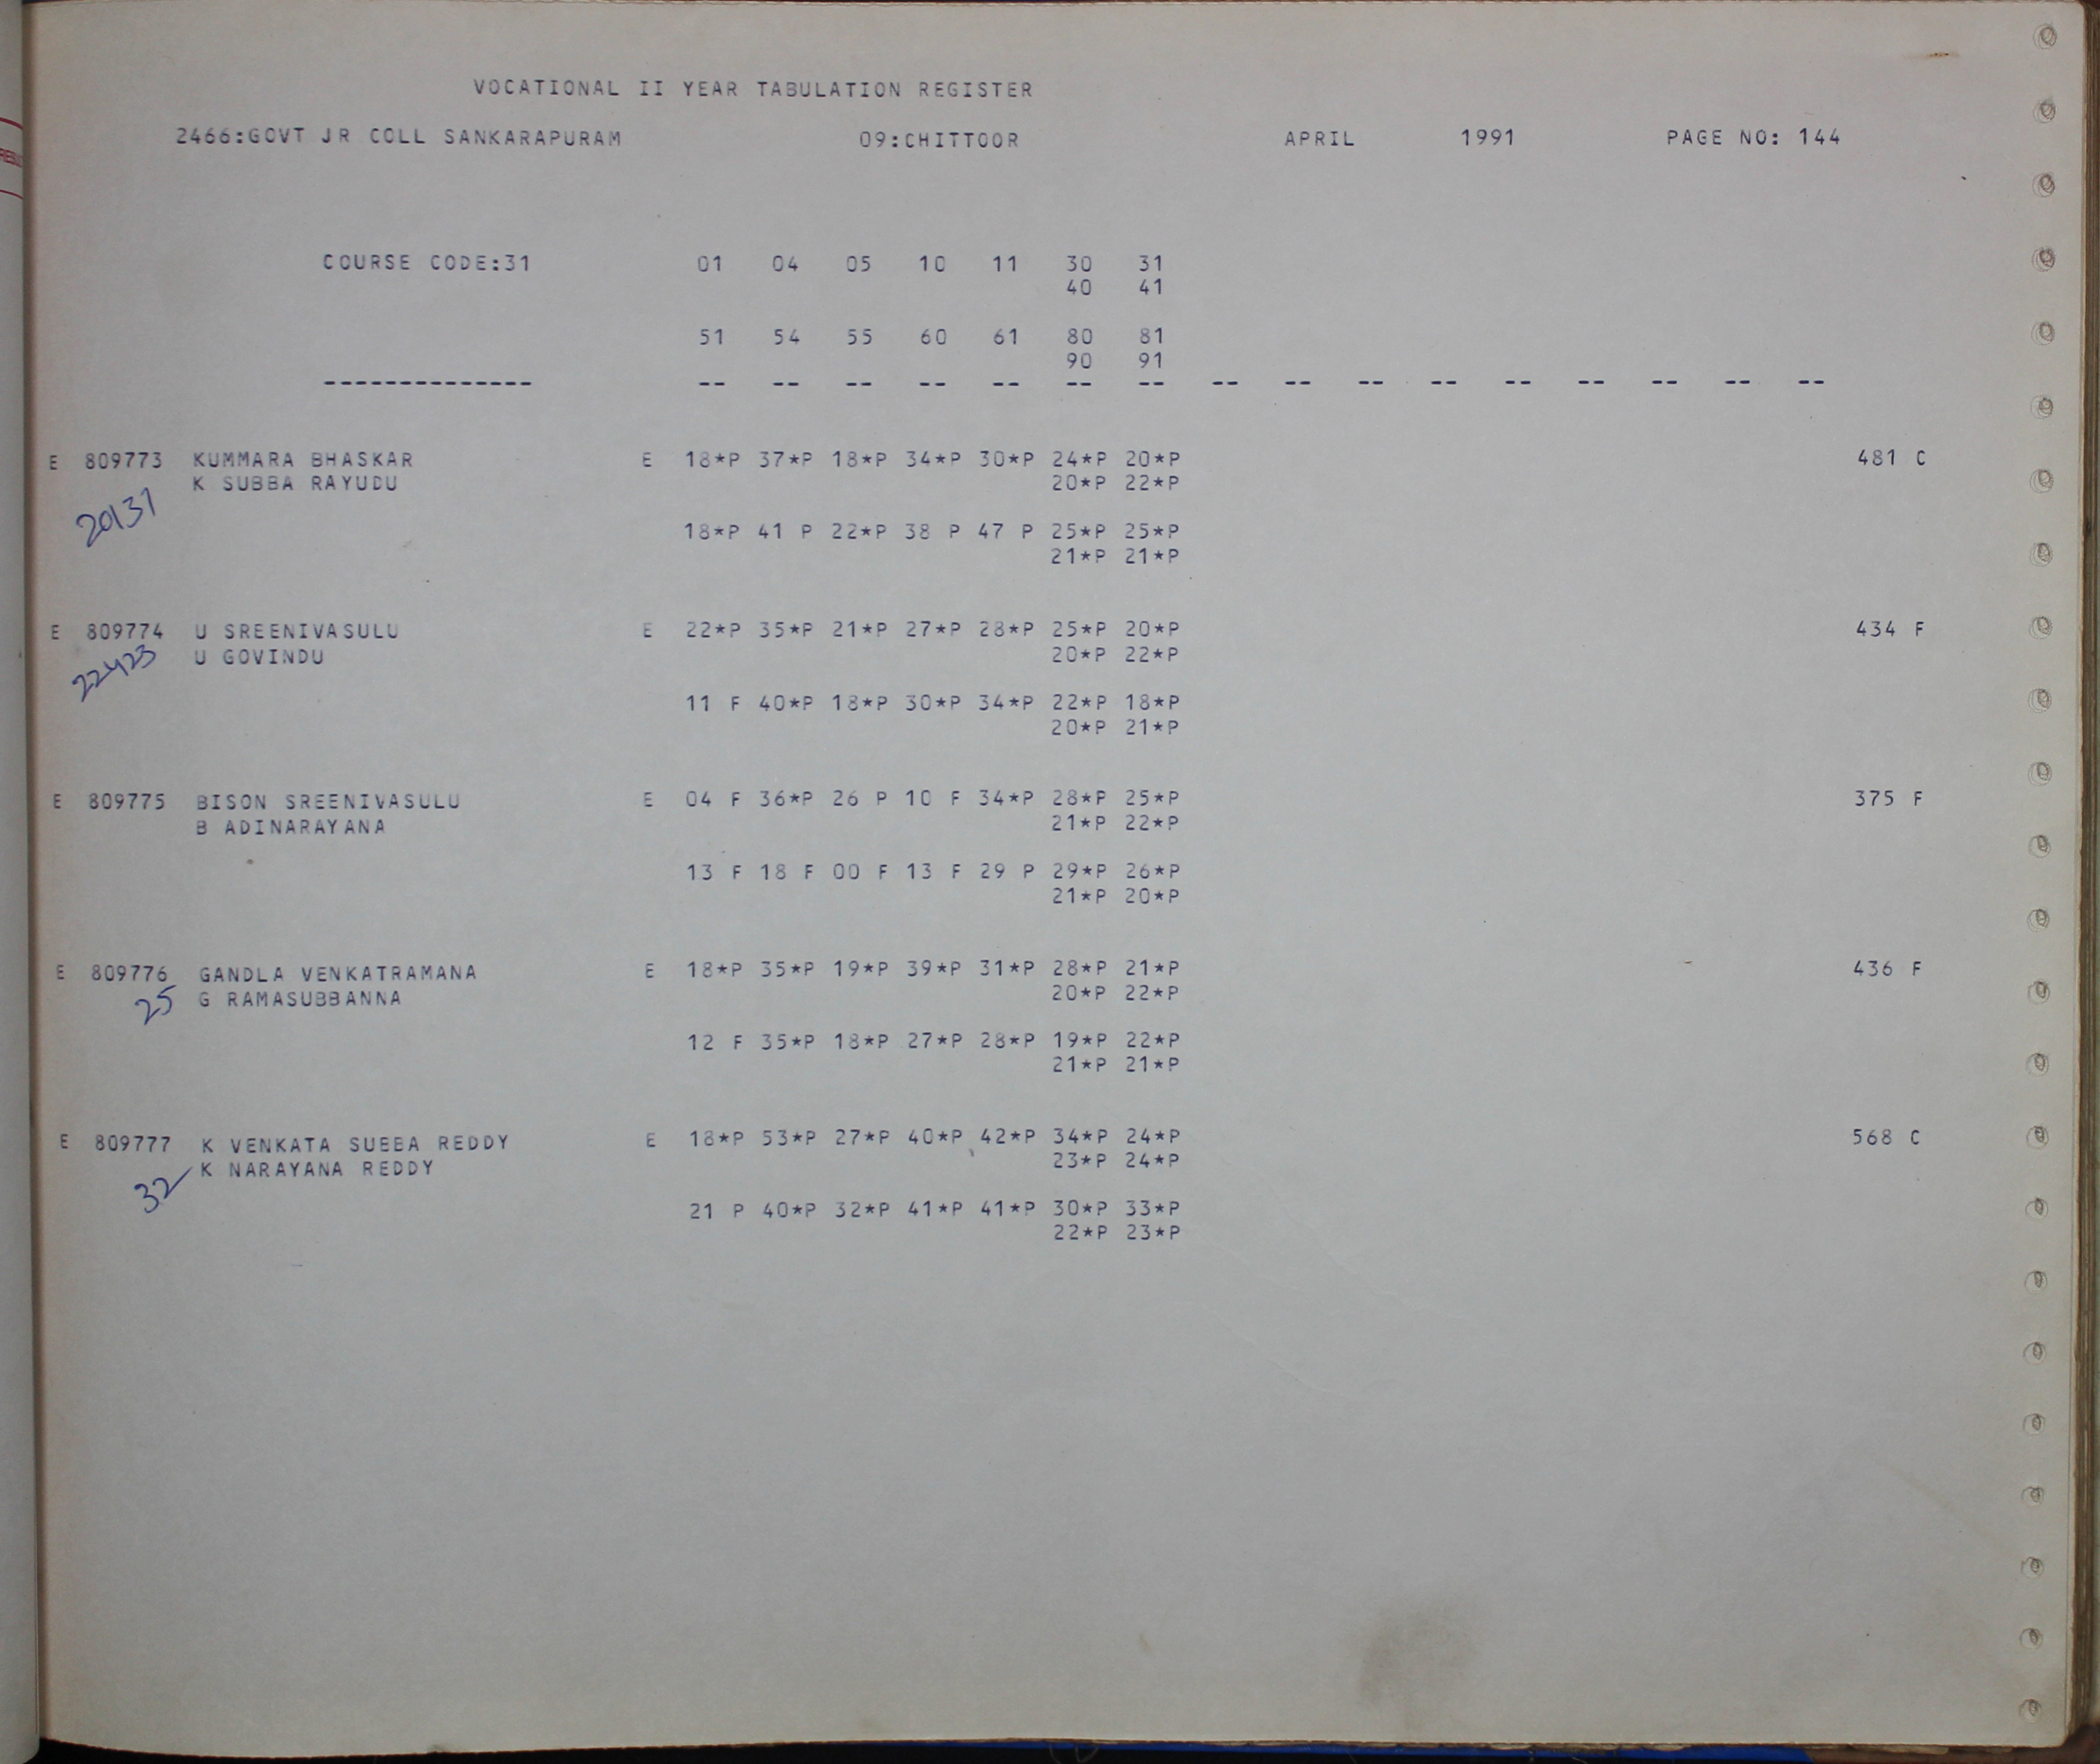 VOCATIONAL II YEAR TABULATION REGISTER
2466:GOVT JR COLL SANKARAPURAM 09:CHITTOOR APRIL 1991 PAGE NO: 144
COURSE CODE:31 01 04 05 10 11 30 31
40 41
51 54 55 60 61 80 81
90 91
-------------- -- -- -- -- -- -- -- -- -- -- -- -- -- -- -- --
E 809773 KUMMARA BHASKAR E 18*P 37*P 18*P 34*P 30*P 24*P 20*P 481 C
K SUBBA RAYUDU 20*P 22*P
20131
18*P 41 P 22*P 38 P 47 P 25*P 25*P
21*P 21*P
E 809774 U SREENIVASULU E 22*P 35*P 21*P 27*P 28*P 25*P 20*P 434 F
U GOVINDU 20*P 22*P
22423
11 F 40*P 18*P 30*P 34*P 22*P 18*P
20*P 21*P
E 809775 BISON SREENIVASULU E 04 F 36*P 26 P 10 F 34*P 28*P 25*P 375 F
B ADINARAYANA 21*P 22*P
13 F 18 F 00 F 13 F 29 P 29*P 26*P
21*P 20*P
E 809776 GANDLA VENKATRAMANA E 18*P 35*P 19*P 39*P 31*P 28*P 21*P 436 F
25 G RAMASUBBANNA 20*P 22*P
12 F 35*P 18*P 27*P 28*P 19*P 22*P
21*P 21*P
E 809777 K VENKATA SUBBA REDDY E 18*P 53*P 27*P 40*P 42*P 34*P 24*P 568 C
K NARAYANA REDDY 23*P 24*P
32
21 P 40*P 32*P 41*P 41*P 30*P 33*P
22*P 23*P